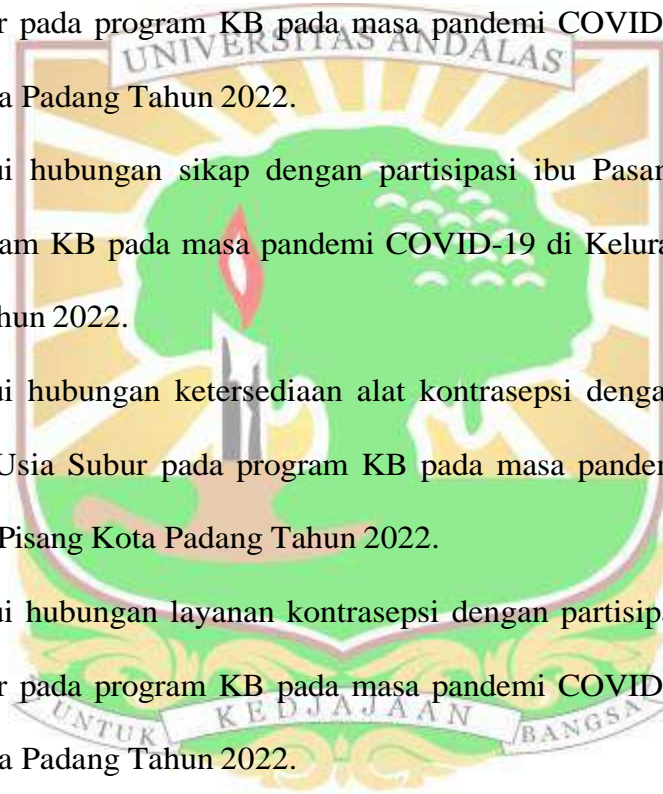 r pada program KB pada masa pandemi COVID
UNIVERSITAS ANDALAS
a Padang Tahun 2022.
ui hubungan sikap dengan partisipasi ibu Pasan
am KB pada masa pandemi COVID-19 di Kelura
hun 2022.
ui hubungan ketersediaan alat kontrasepsi denga
Usia Subur pada program KB pada masa pander
Pisang Kota Padang Tahun 2022.
ui hubungan layanan kontrasepsi dengan partisipa
r pada program KB pada masa pandemi COVID
UNTUK KEDJAJAAN BANGSA
a Padang Tahun 2022.